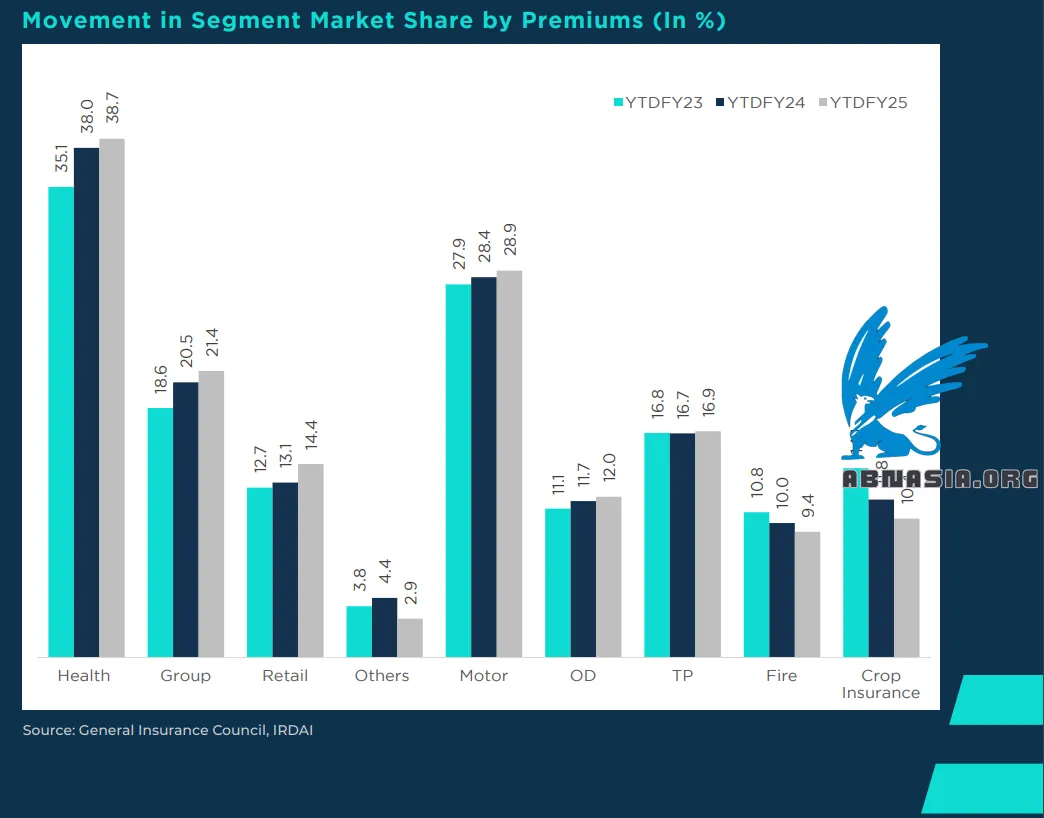 Movement in Segment Market Share by Premiums (In %)
YTDFY23 YTDFY24 YTDFY25
35.1 38.0 38.7
18.6 20.5 21.4
12.7 13.1 14.4
3.8 4.4 2.9
27.9 28.4 28.9
11.1 11.7 12.0
16.8 16.7 16.9
10.8 10.0 9.4
ABNASIA.ORG
Health Group Retail Others Motor OD TP Fire Crop
Insurance
Source: General Insurance Council, IRDAI